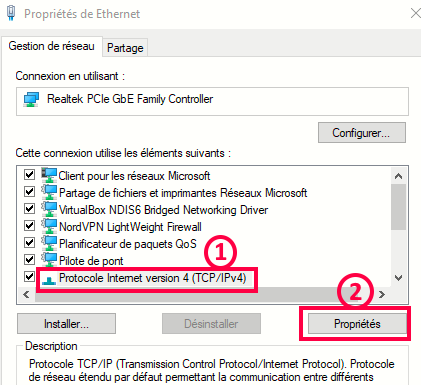 Propriétés de Ethernet
Gestion de réseau Partage
Connexion en utilisant :
Realtek PCIe GbE Family Controller
Configurer...
Cette connexion utilise les éléments suivants :
Client pour les réseaux Microsoft
Partage de fichiers et imprimantes Réseaux Microsoft
VirtualBox NDIS6 Bridged Networking Driver
NordVPN LightWeight Firewall
Planificateur de paquets QoS
Pilote de pont
1
Protocole Internet version 4 (TCP/IPv4)
2
Installer... Désinstaller Propriétés
Description
Protocole TCP/IP (Transmission Control Protocol/Internet Protocol). Protocole
de réseau étendu par défaut permettant la communication entre différents